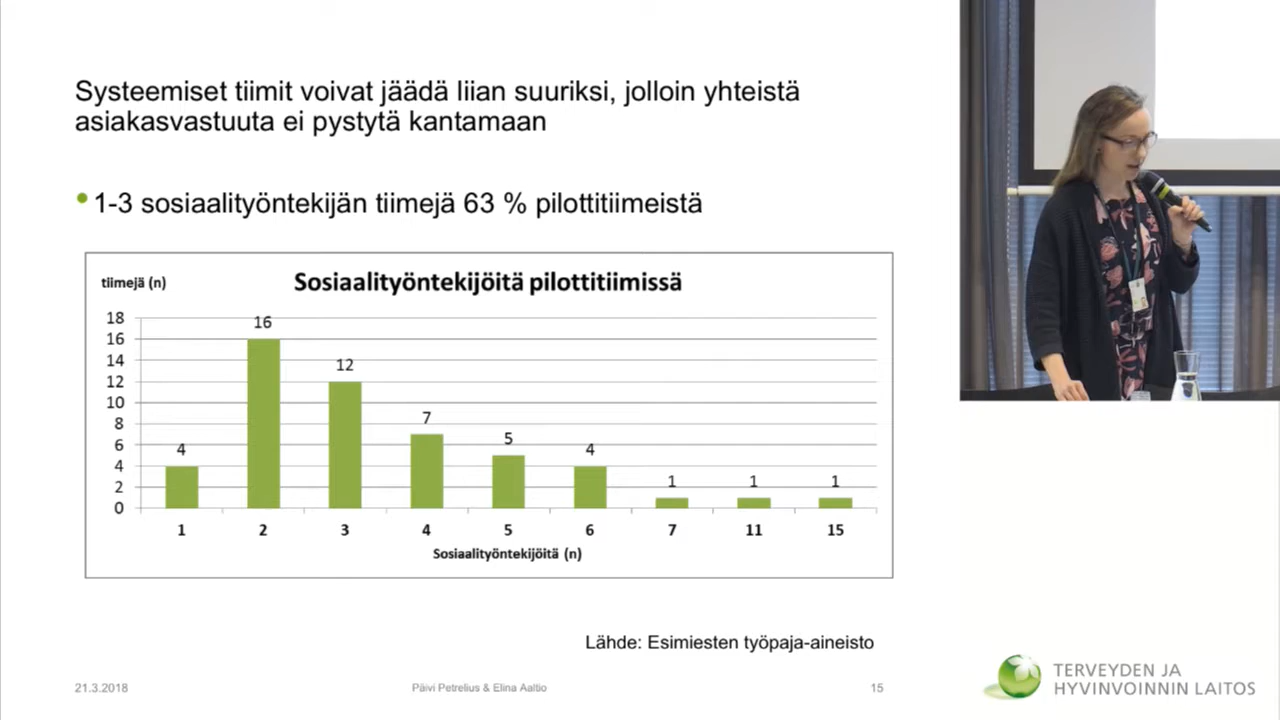 Systeemiset tiimit voivat jäädä liian suuriksi, jolloin yhteistä
asiakasvastuuta ei pystytä kantamaan
1-3 sosiaalityöntekijän tiimejä 63 % pilottitiimeistä
tiimejä (n)
Sosiaalityöntekijöitä pilottitiimissä
18
16
14
12
10
8
6
4
2
0
4
16
12
7
5
4
1
1
1
1 2 3 4 5 6 7 11 15
Sosiaalityöntekijöitä (n)
Lähde: Esimiesten työpaja-aineisto
21.3.2018
Päivi Petrelius & Elina Aaltio
15
TERVEYDEN JA
HYVINVOINNIN LAITOS